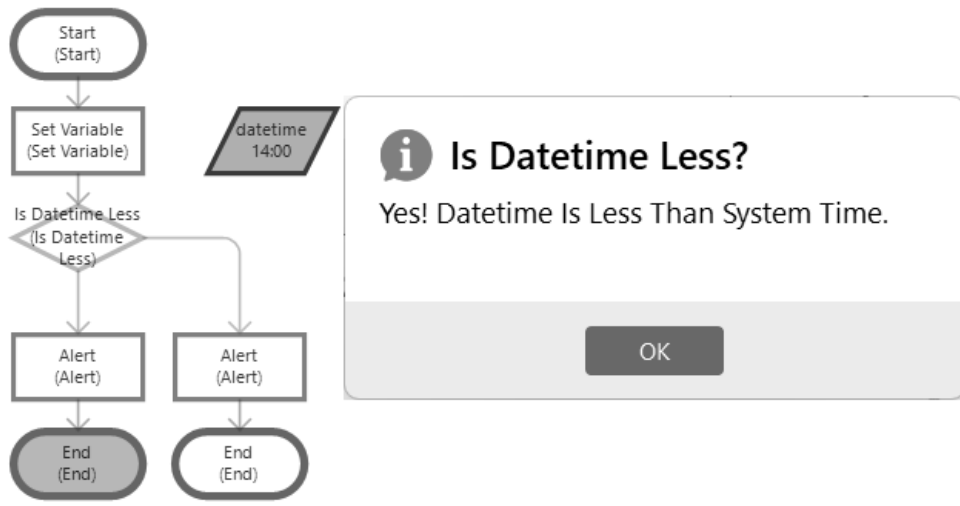 Start
(Start)
Set Variable
(Set Variable)
datetime
14:00
Is Datetime Less
(Is Datetime
Less)
Alert
(Alert)
Alert
(Alert)
End
(End)
End
(End)
Is Datetime Less?
Yes! Datetime Is Less Than System Time.
OK